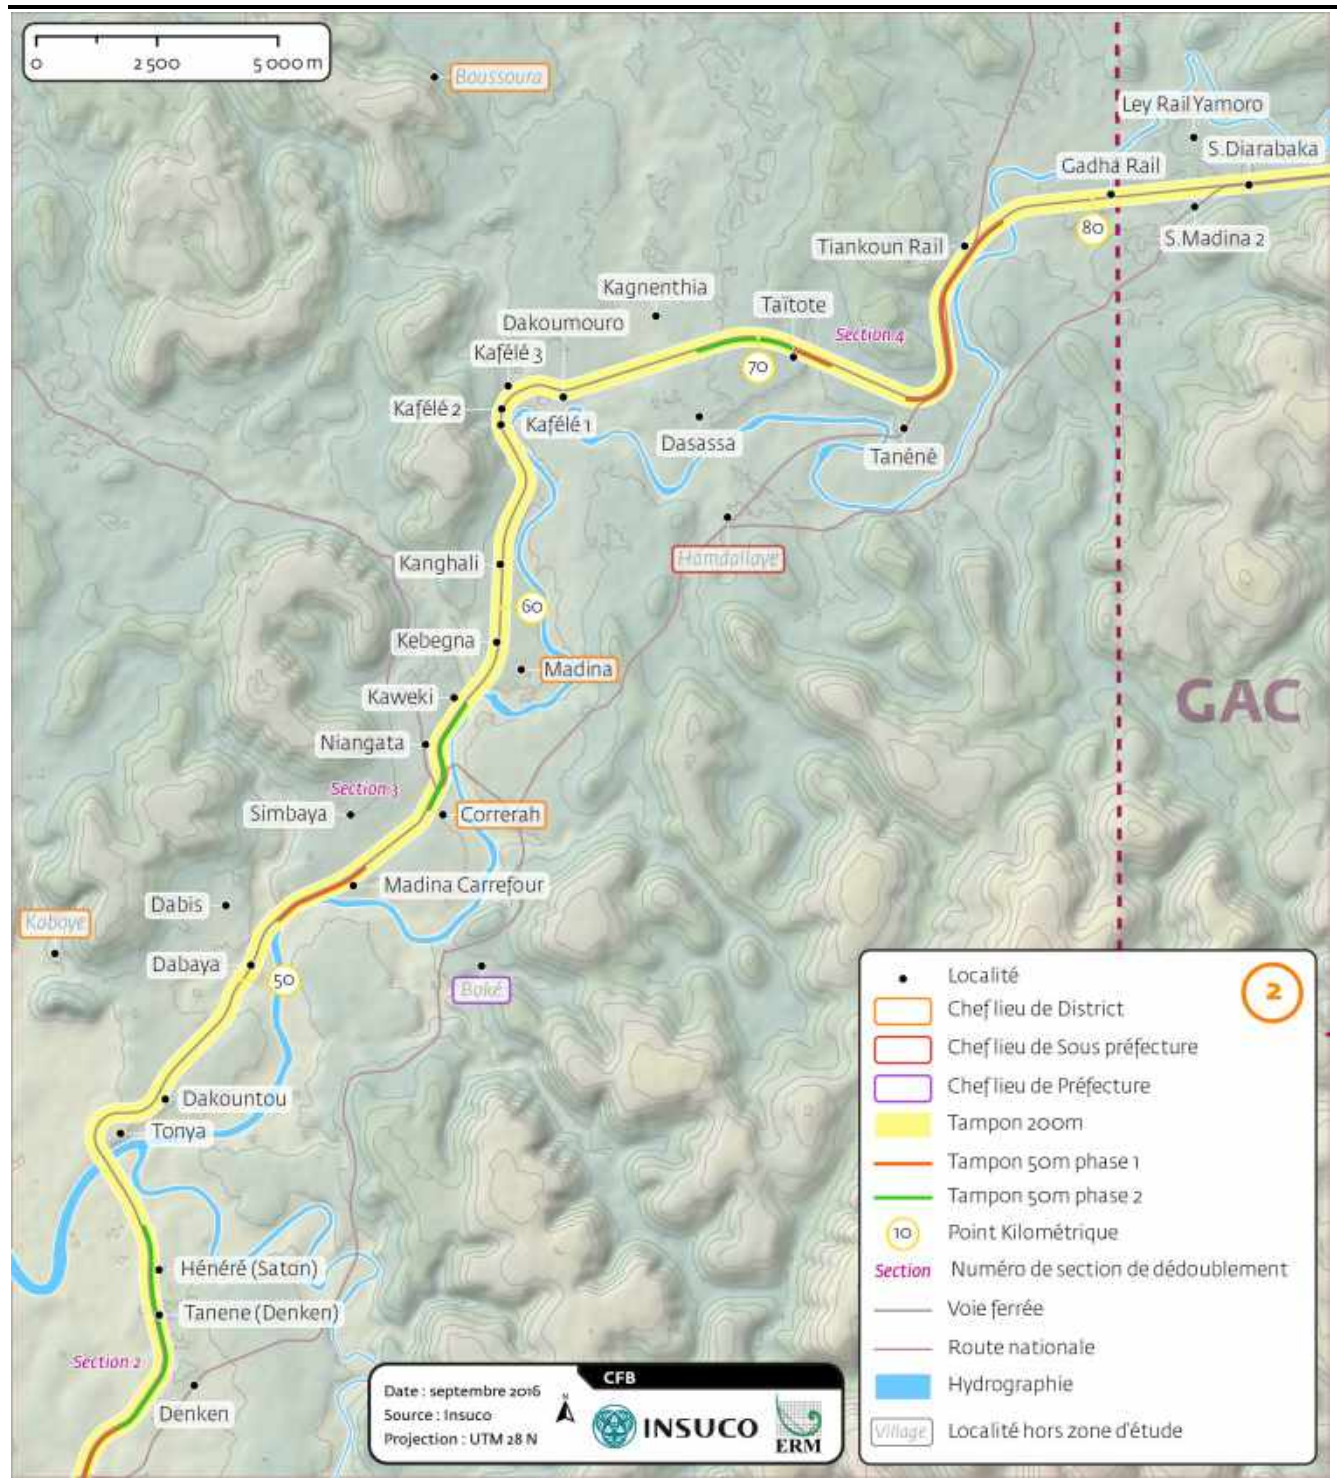 0 2 500 5 000 m
Boussoura
Ley Rail Yamoro
S.Diarabaka
Gadha Rail
80
S.Madina 2
Tiankoun Rail
Kagnenthia
Taïtote
Dakoumouro
Section 4
Kafélé 3
70
Kafélé 2
Kafélé 1
Dasassa
Tanéné
Hamdallaye
Kanghali
60
Kebegna
Madina
Kaweki
GAC
Niangata
Section 3
Simbaya
Correrah
Madina Carrefour
Dabis
Kabaye
Dabaya
50
Boké
Dakountou
Tonya
Hénéré (Saton)
Tanene (Denken)
Section 2
Denken
2
Localité
Chef lieu de District
Chef lieu de Sous préfecture
Chef lieu de Préfecture
Tampon 200m
Tampon 50m phase 1
Tampon 50m phase 2
10 Point Kilométrique
Section Numéro de section de dédoublement
Voie ferrée
Route nationale
Hydrographie
Village Localité hors zone d'étude
CFB
Date : septembre 2016
Source : Insuco
Projection : UTM 28 N
N
INSUCO
ERM